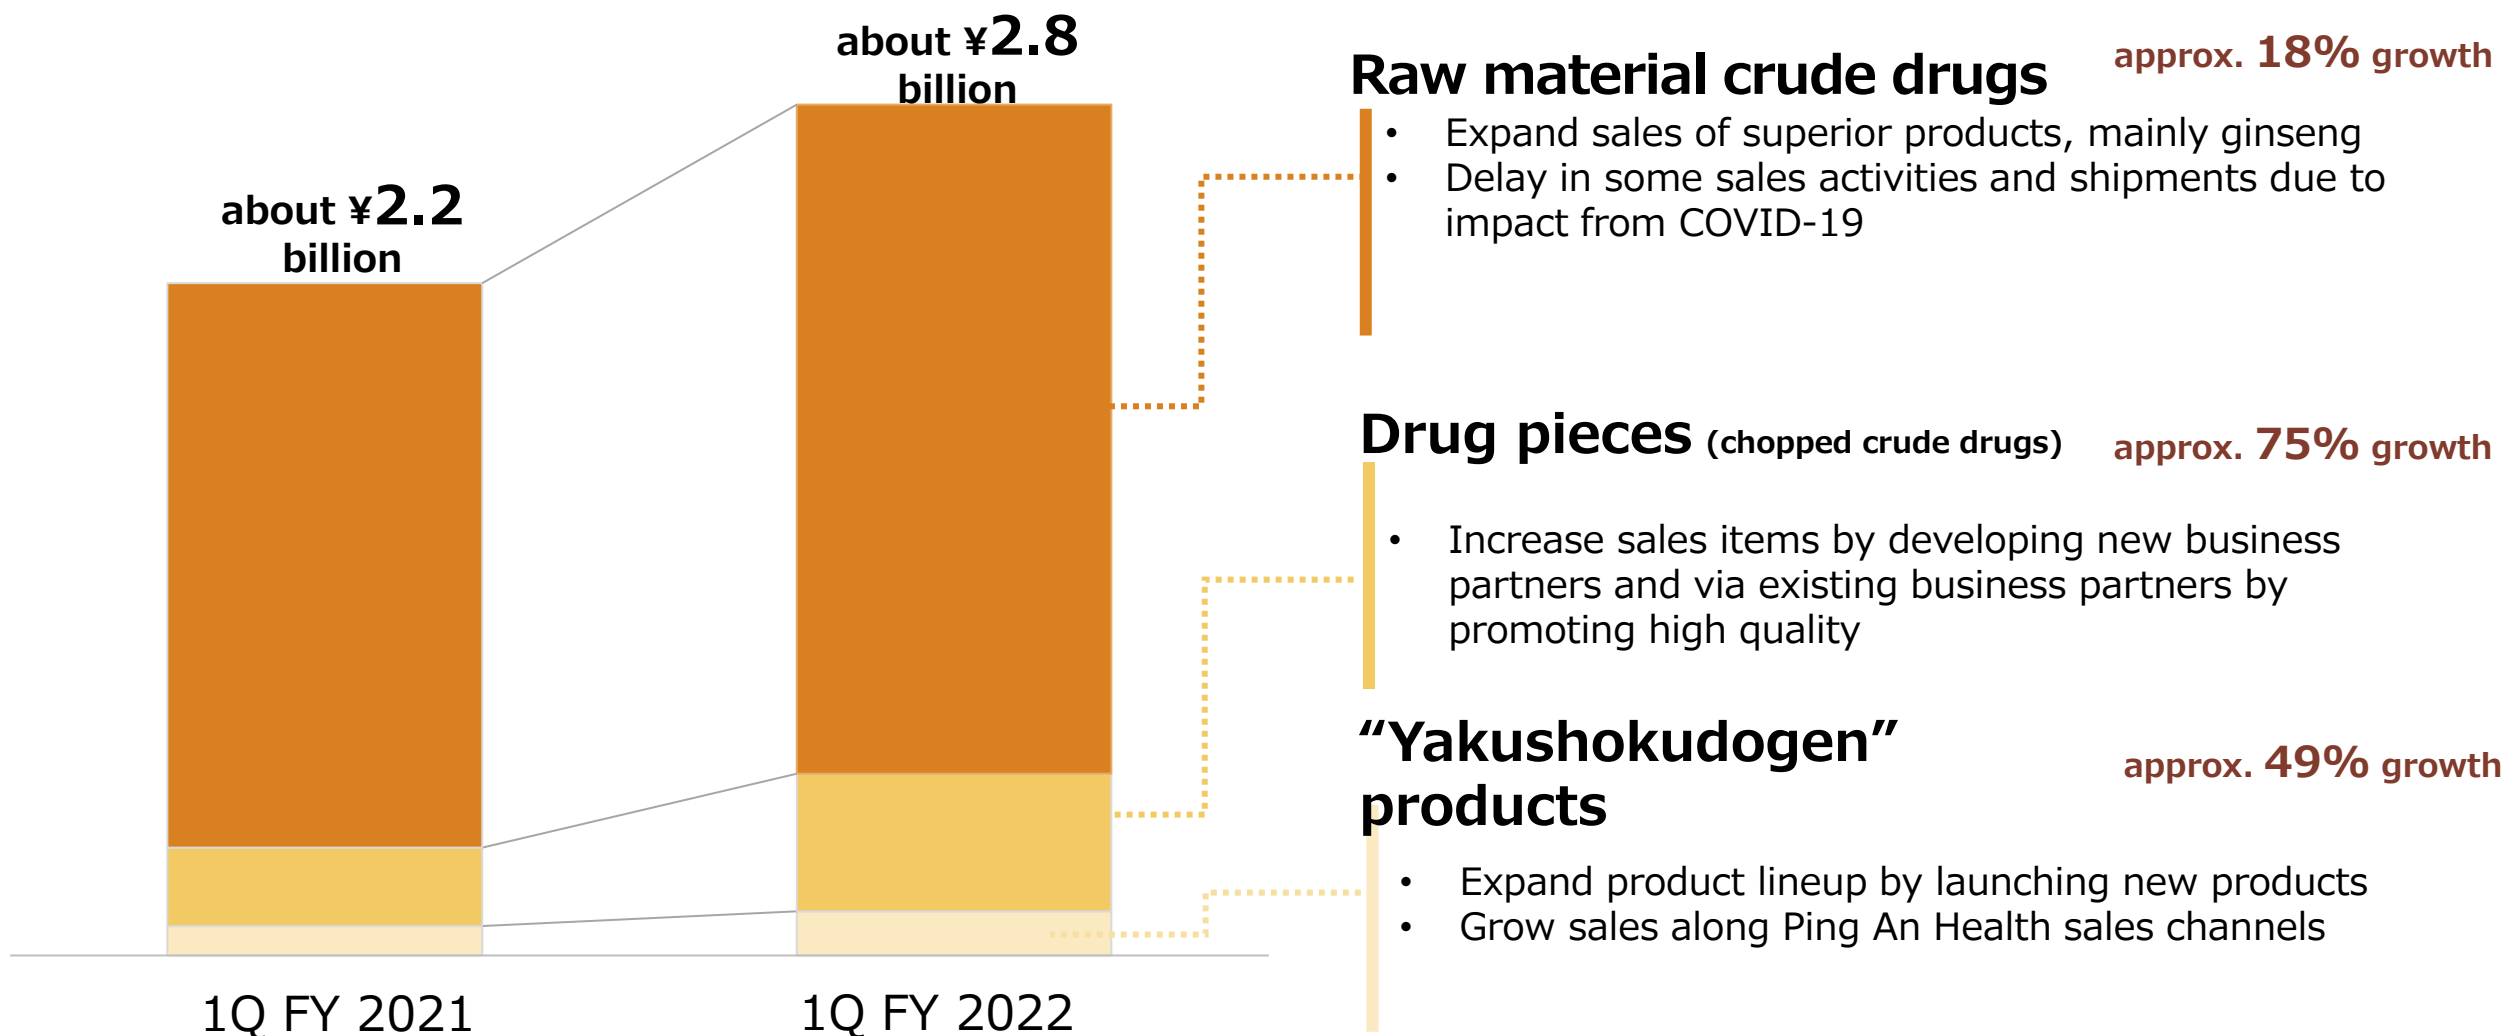 about ¥2.2
billion
about ¥2.8
billion
1Q FY 2021
1Q FY 2022
Raw material crude drugs
approx. 18% growth
• Expand sales of superior products, mainly ginseng
• Delay in some sales activities and shipments due to
impact from COVID-19
Drug pieces (chopped crude drugs)
approx. 75% growth
• Increase sales items by developing new business
partners and via existing business partners by
promoting high quality
“Yakushokudogen”
products
approx. 49% growth
• Expand product lineup by launching new products
• Grow sales along Ping An Health sales channels